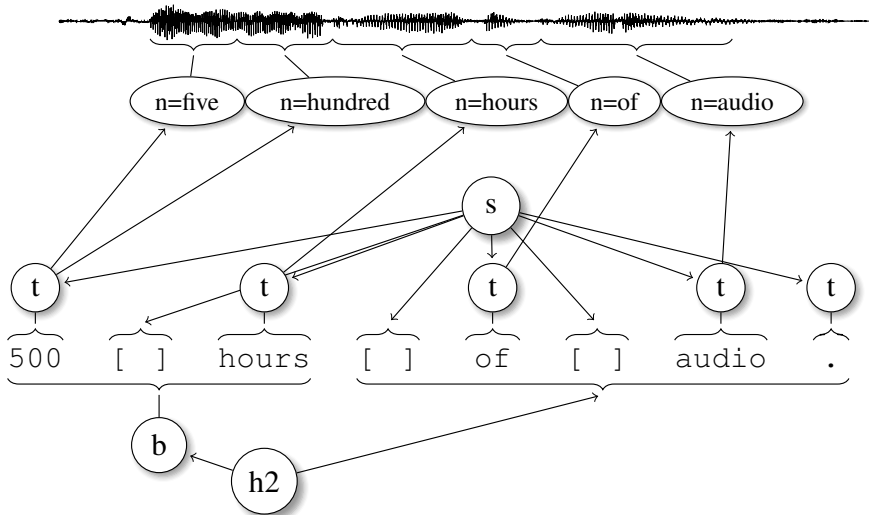 n=five n=hundred n=hours n=of n=audio
s
t t t t t
500 [ ] hours [ ] of [ ] audio .
b
h2